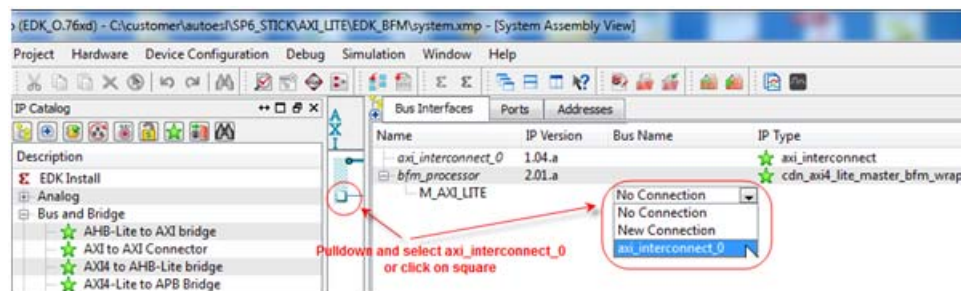 o (EDK_O.76xd) - C:\customer\autoesl\SP6_STICK\AXI_LITE\EDK_BFM\system.xmp - [System Assembly View]
Project Hardware Device Configuration Debug Simulation Window Help
IP Catalog
Description
EDK Install
Analog
Bus and Bridge
AHB-Lite to AXI bridge
AXI to AXI Connector
AXI4 to AHB-Lite bridge
AXI4-Lite to APB Bridge
AXI
Bus Interfaces Ports Addresses
Name IP Version Bus Name IP Type
axi_interconnect_0 1.04.a axi_interconnect
bfm_processor 2.01.a cdn_axi4_lite_master_bfm_wrap
M_AXI_LITE No Connection
No Connection
New Connection
axi_interconnect_0
Pulldown and select axi_interconnect_0
or click on square